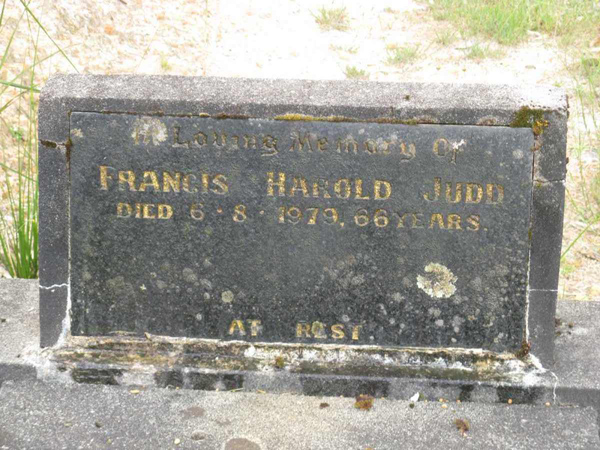 In Loving Memory Of
FRANCIS HAROLD JUDD
DIED 6-8-1979, 66 YEARS.
AT REST.